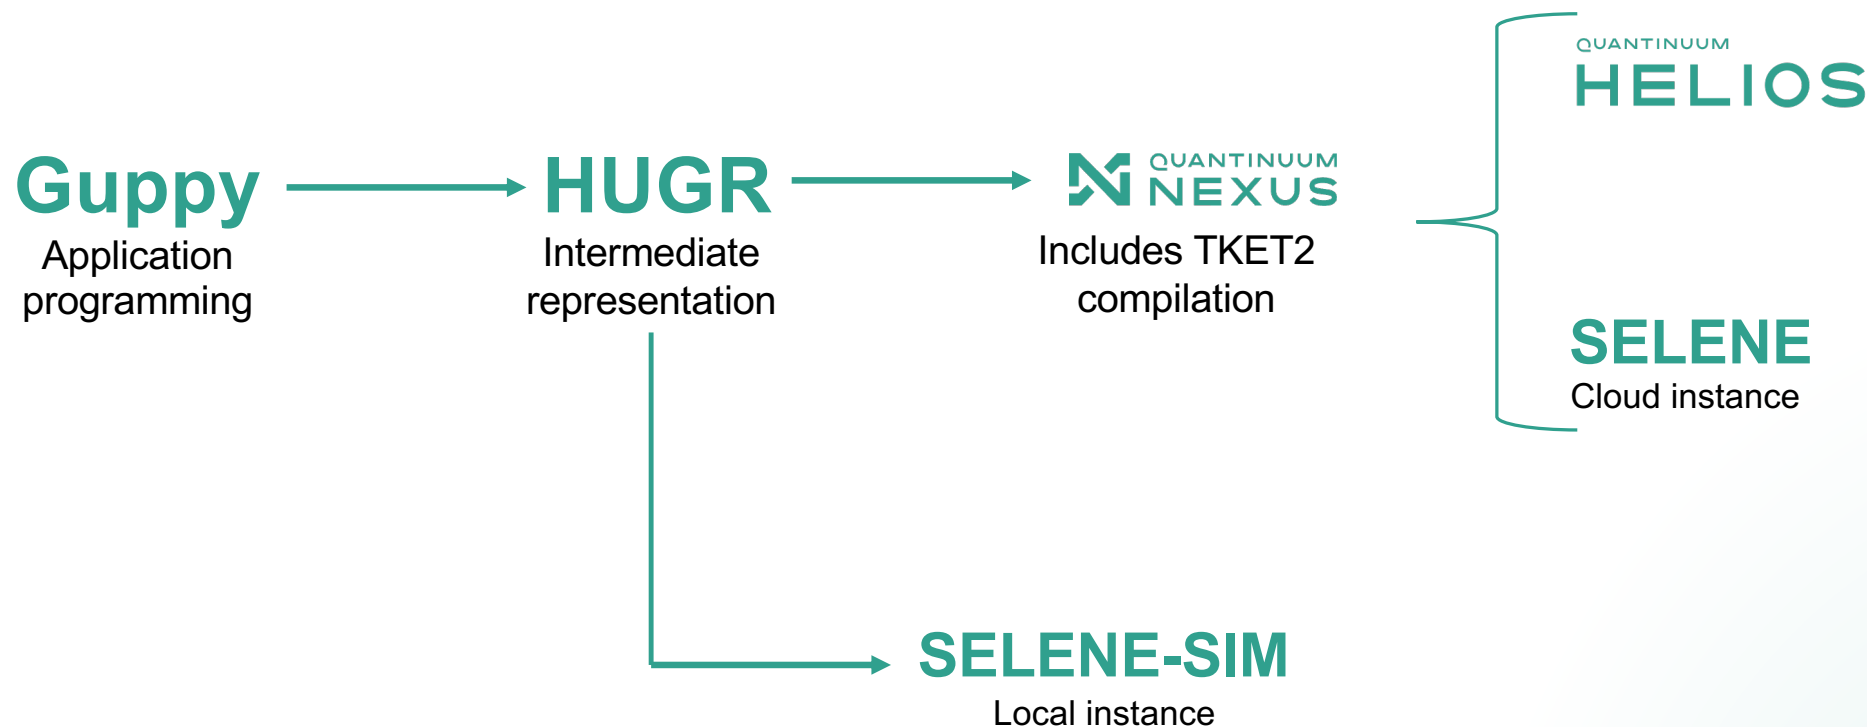 Guppy
Application
programming
HUGR
Intermediate
representation
QUANTINUUM
NEXUS
Includes TKET2
compilation
QUANTINUUM
HELIOS
SELENE
Cloud instance
SELENE-SIM
Local instance